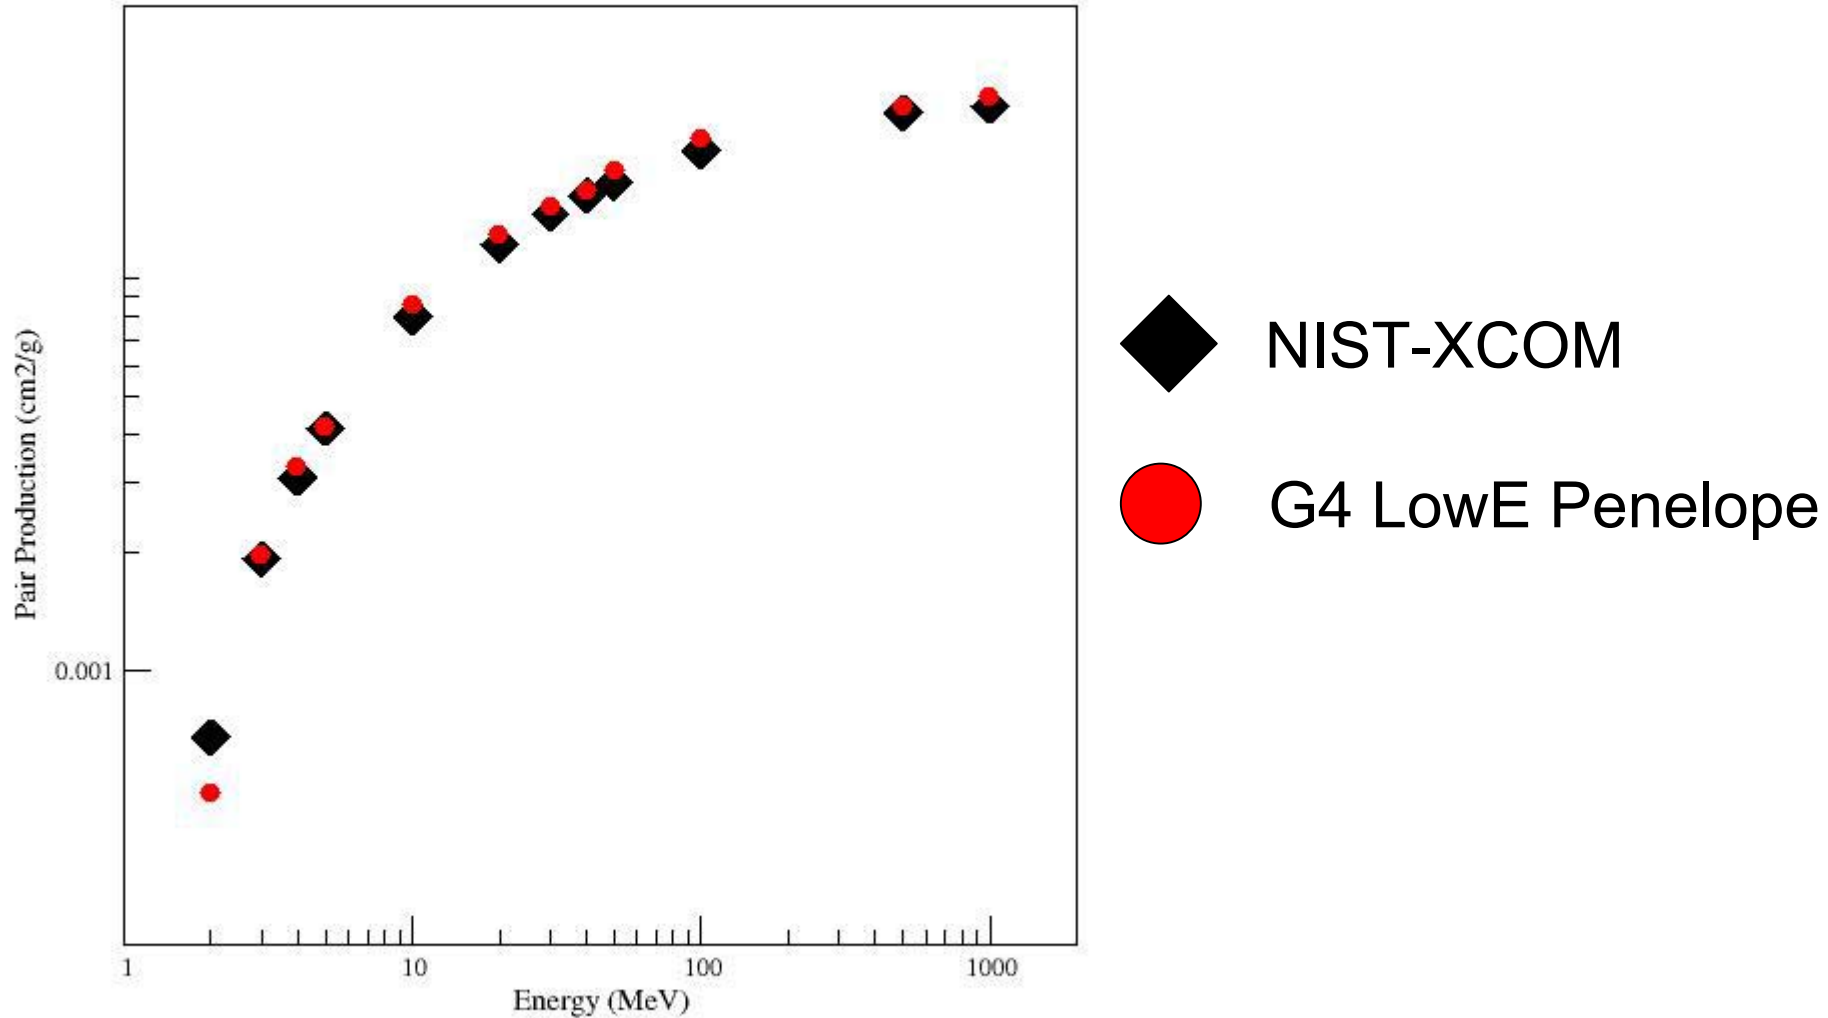 Pair Production (cm2/g)
0.001
1
10
100
1000
Energy (MeV)
NIST-XCOM
G4 LowE Penelope